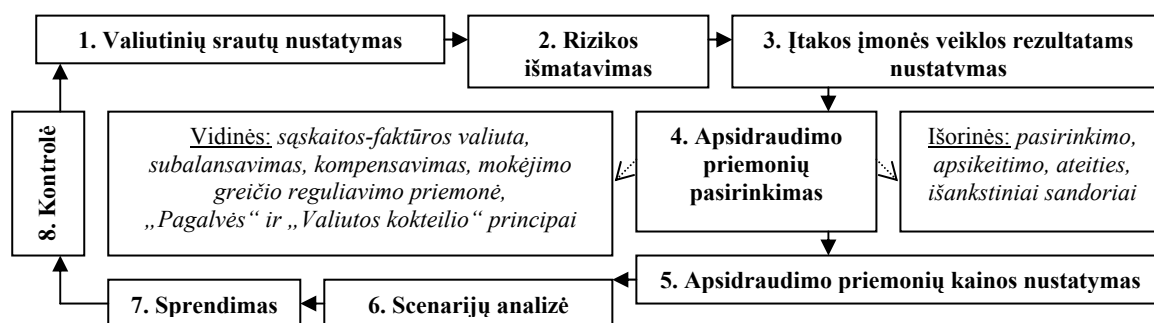 1. Valiutinių srautų nustatymas
2. Rizikos
išmatavimas
3. Įtakos įmonės veiklos rezultatams
nustatymas
Vidinės: sąskaitos-faktūros valiuta,
subalansavimas, kompensavimas, mokėjimo
greičio reguliavimo priemonė,
„Pagalvės“ ir „Valiutos kokteilio“ principai
4. Apsidraudimo
priemonių
pasirinkimas
Išorinės: pasirinkimo,
apsikeitimo, ateities,
išankstiniai sandoriai
5. Apsidraudimo priemonių kainos nustatymas
6. Scenarijų analizė
7. Sprendimas
8. Kontrolė